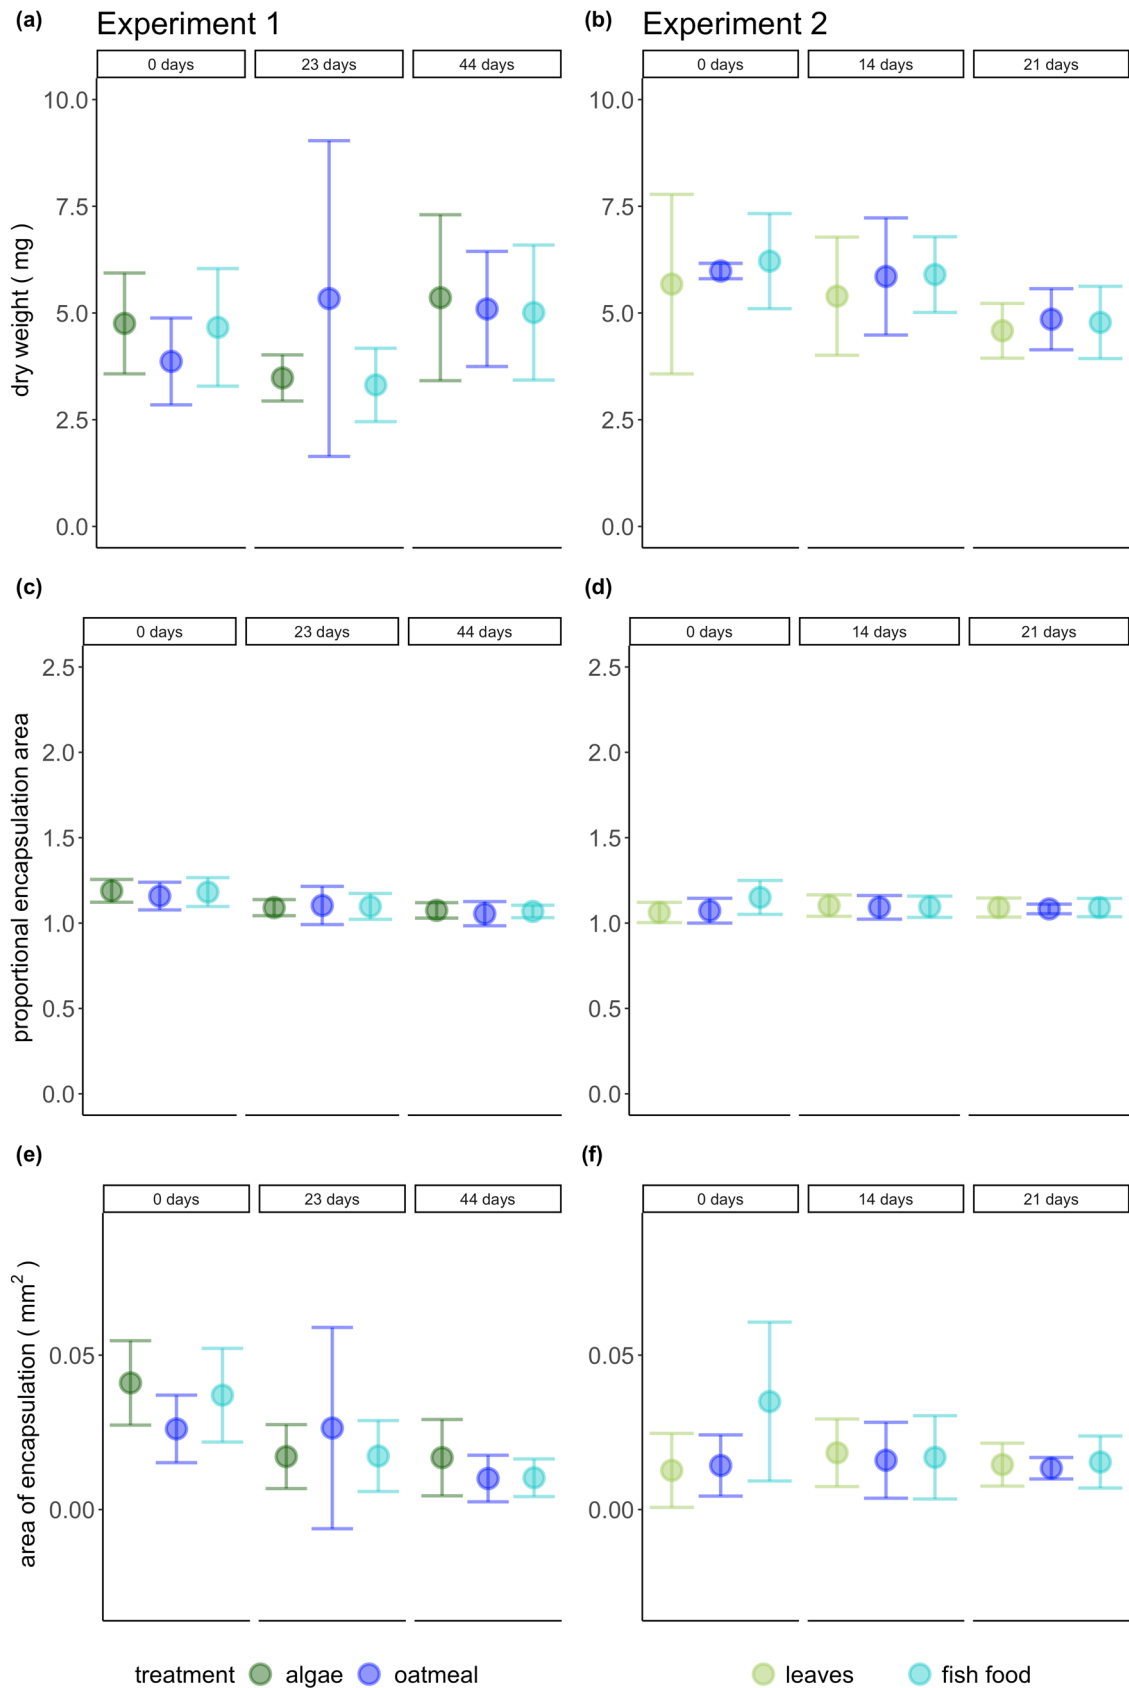 (a) Experiment 1 (b) Experiment 2
0 days 23 days 44 days 0 days 14 days 21 days
10.0 10.0
7.5 7.5
dry weight ( mg )
5.0 5.0
2.5 2.5
0.0 0.0
(c) (d)
0 days 23 days 44 days 0 days 14 days 21 days
2.5 2.5
2.0 2.0
proportional encapsulation area
1.5 1.5
1.0 1.0
0.5 0.5
0.0 0.0
(e) (f)
0 days 23 days 44 days 0 days 14 days 21 days
area of encapsulation ( mm² )
0.05 0.05
0.00 0.00
treatment algae oatmeal leaves fish food